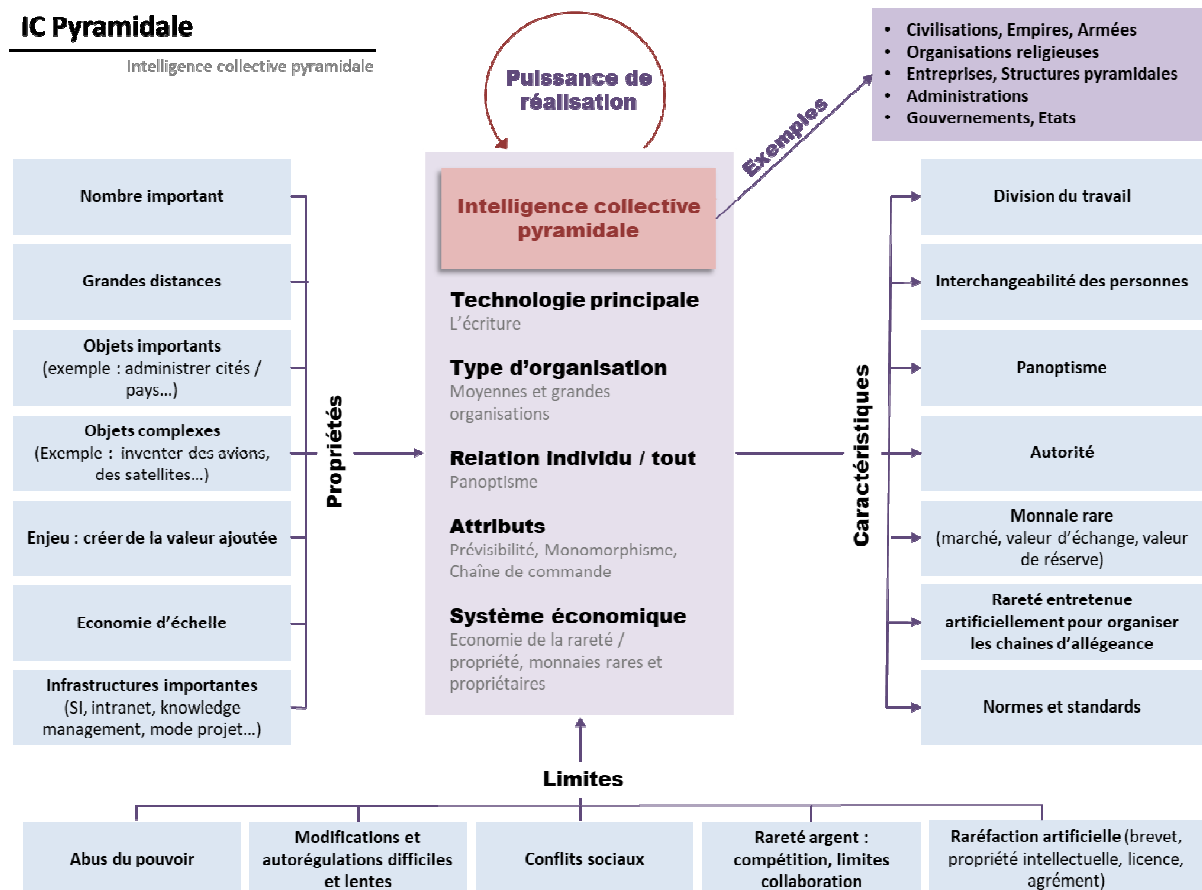 IC Pyramidale
Intelligence collective pyramidale
Puissance de
réalisation
Exemples
• Civilisations, Empires, Armées
• Organisations religieuses
• Entreprises, Structures pyramidales
• Administrations
• Gouvernements, Etats
Nombre important
Grandes distances
Objets importants
(exemple : administrer cités /
pays...)
Objets complexes
(Exemple : inventer des avions,
des satellites...)
Enjeu : créer de la valeur ajoutée
Economie d'échelle
Infrastructures importantes
(SI, intranet, knowledge
management, mode projet...)
Propriétés
Intelligence collective
pyramidale
Technologie principale
L'écriture
Type d'organisation
Moyennes et grandes
organisations
Relation Individu / tout
Panoptisme
Attributs
Prévisibilité, Monomorphisme,
Chaîne de commande
Système économique
Economie de la rareté /
propriété, monnaies rares et
propriétaires
Caractéristiques
Division du travail
Interchangeabilité des personnes
Panoptisme
Autorité
Monnaie rare
(marché, valeur d'échange, valeur
de réserve)
Rareté entretenue
artificiellement pour organiser
les chaines d'allégeance
Normes et standards
Limites
Abus du pouvoir
Modifications et
autorégulations difficiles
et lentes
Conflits sociaux
Rareté argent :
compétition, limites
collaboration
Raréfaction artificielle (brevet,
propriété intellectuelle, licence,
agrément)